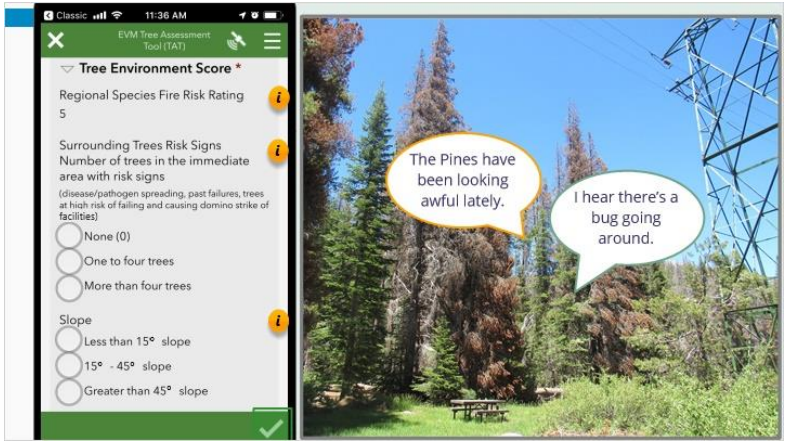 Classic 11:36 AM
EVM Tree Assessment
Tool (TAT)
Tree Environment Score *
Regional Species Fire Risk Rating
5
Surrounding Trees Risk Signs
Number of trees in the immediate
area with risk signs
(disease/pathogen spreading, past failures, trees
at high risk of failing and causing domino strike of
facilities)
None (0)
One to four trees
More than four trees
Slope
Less than 15º slope
15º - 45º slope
Greater than 45º slope
The Pines have
been looking
awful lately.
I hear there's a
bug going
around.